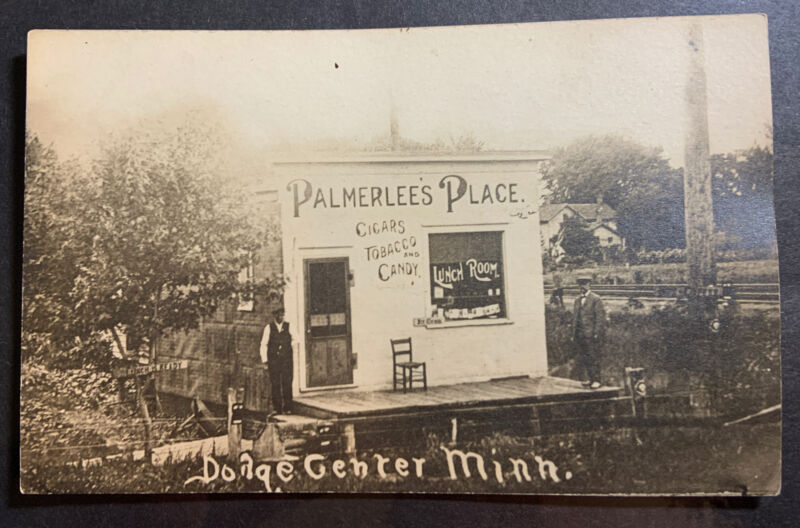 PALMERLEE'S PLACE.
CIGARS
TOBACCO
AND
CANDY.
LUNCH ROOM.
Dodge Center Minn.